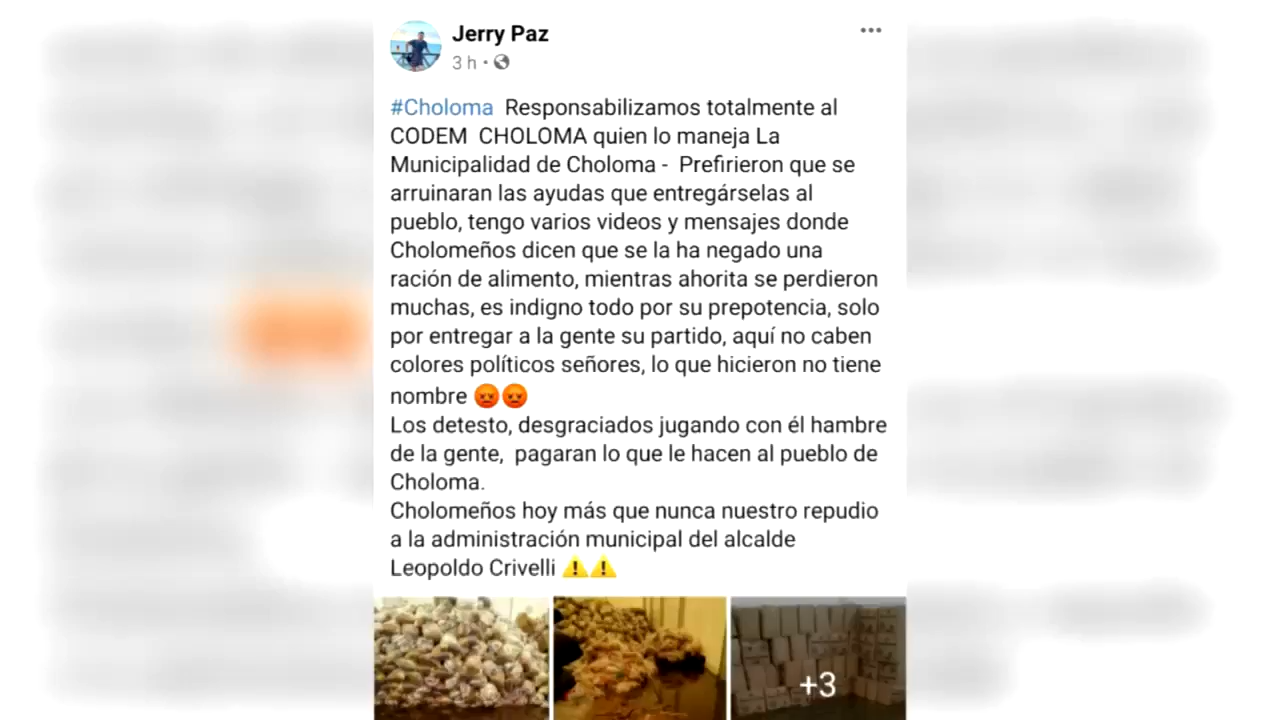 Jerry Paz
3 h •
#Choloma Responsabilizamos totalmente al
CODEM CHOLOMA quien lo maneja La
Municipalidad de Choloma - Prefirieron que se
arruinaran las ayudas que entregárselas al
pueblo, tengo varios videos y mensajes donde
Cholomeños dicen que se la ha negado una
ración de alimento, mientras ahorita se perdieron
muchas, es indigno todo por su prepotencia, solo
por entregar a la gente su partido, aquí no caben
colores políticos señores, lo que hicieron no tiene
nombre 😡😡
Los detesto, desgraciados jugando con él hambre
de la gente, pagaran lo que le hacen al pueblo de
Choloma.
Cholomeños hoy más que nunca nuestro repudio
a la administración municipal del alcalde
Leopoldo Crivelli ⚠️⚠️
+3